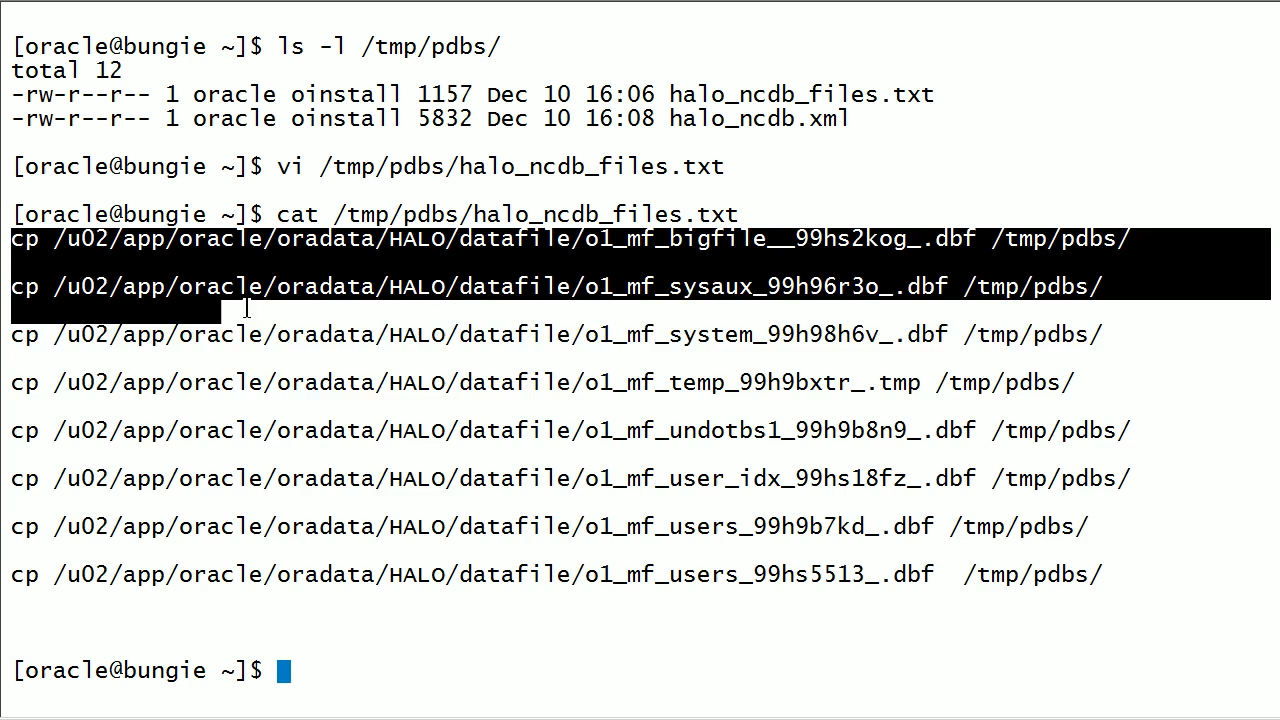 [oracle@bungie ~]$ ls -l /tmp/pdbs/
total 12
-rw-r--r-- 1 oracle oinstall 1157 Dec 10 16:06 halo_ncdb_files.txt
-rw-r--r-- 1 oracle oinstall 5832 Dec 10 16:08 halo_ncdb.xml
[oracle@bungie ~]$ vi /tmp/pdbs/halo_ncdb_files.txt
[oracle@bungie ~]$ cat /tmp/pdbs/halo_ncdb_files.txt
cp /u02/app/oracle/oradata/HALO/datafile/o1_mf_bigfile__99hs2kog_.dbf /tmp/pdbs/
cp /u02/app/oracle/oradata/HALO/datafile/o1_mf_sysaux_99h96r3o_.dbf /tmp/pdbs/
cp /u02/app/oracle/oradata/HALO/datafile/o1_mf_system_99h98h6v_.dbf /tmp/pdbs/
cp /u02/app/oracle/oradata/HALO/datafile/o1_mf_temp_99h9bxtr_.tmp /tmp/pdbs/
cp /u02/app/oracle/oradata/HALO/datafile/o1_mf_undotbs1_99h9b8n9_.dbf /tmp/pdbs/
cp /u02/app/oracle/oradata/HALO/datafile/o1_mf_user_idx_99hs18fz_.dbf /tmp/pdbs/
cp /u02/app/oracle/oradata/HALO/datafile/o1_mf_users_99h9b7kd_.dbf /tmp/pdbs/
cp /u02/app/oracle/oradata/HALO/datafile/o1_mf_users_99hs5513_.dbf  /tmp/pdbs/
[oracle@bungie ~]$